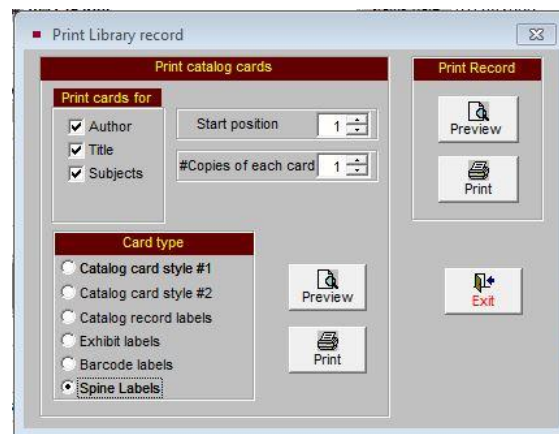 Print Library record
Print catalog cards
Print cards for
Author
Title
Subjects
Start position 1
#Copies of each card 1
Card type
Catalog card style #1
Catalog card style #2
Catalog record labels
Exhibit labels
Barcode labels
Spine Labels
Preview
Print
Print Record
Preview
Print
Exit